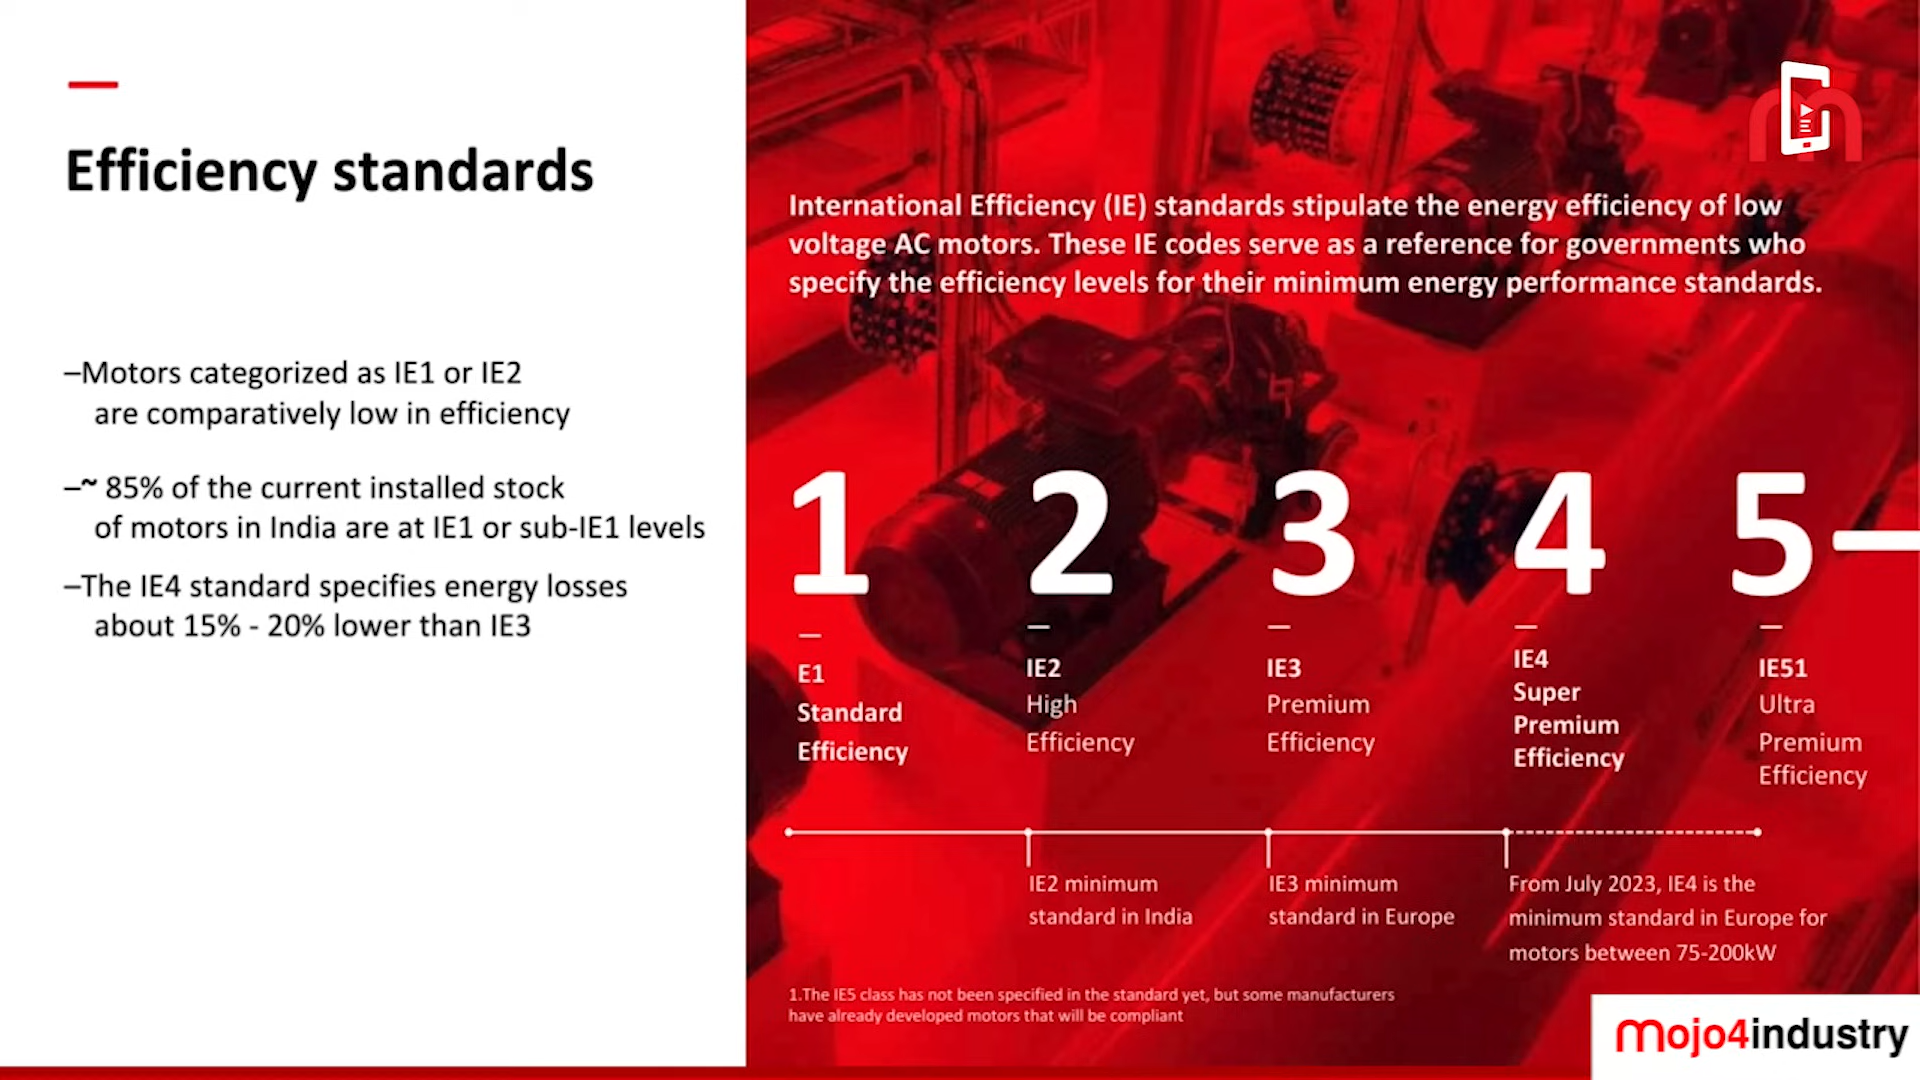 Efficiency standards
–Motors categorized as IE1 or IE2
are comparatively low in efficiency
–~ 85% of the current installed stock
of motors in India are at IE1 or sub-IE1 levels
–The IE4 standard specifies energy losses
about 15% - 20% lower than IE3
International Efficiency (IE) standards stipulate the energy efficiency of low
voltage AC motors. These IE codes serve as a reference for governments who
specify the efficiency levels for their minimum energy performance standards.
1
E1
Standard
Efficiency
2
IE2
High
Efficiency
3
IE3
Premium
Efficiency
4
IE4
Super
Premium
Efficiency
5
IE51
Ultra
Premium
Efficiency
IE2 minimum
standard in India
IE3 minimum
standard in Europe
From July 2023, IE4 is the
minimum standard in Europe for
motors between 75-200kW
1.The IE5 class has not been specified in the standard yet, but some manufacturers
have already developed motors that will be compliant
mojo4industry